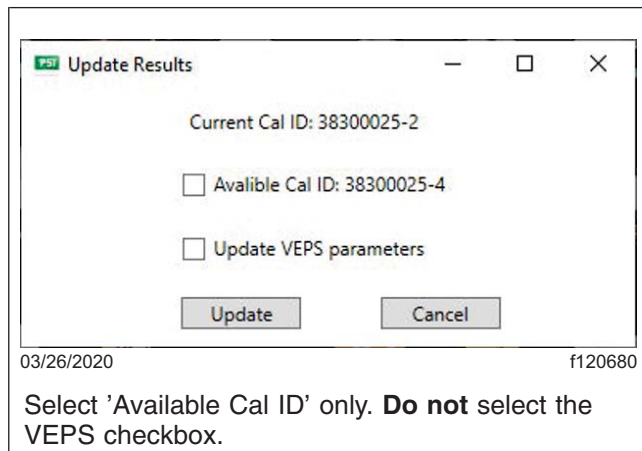 PSI Update Results
Current Cal ID: 38300025-2
Avalible Cal ID: 38300025-4
Update VEPS parameters
Update Cancel
03/26/2020 f120680
Select 'Available Cal ID' only. Do not select the
VEPS checkbox.